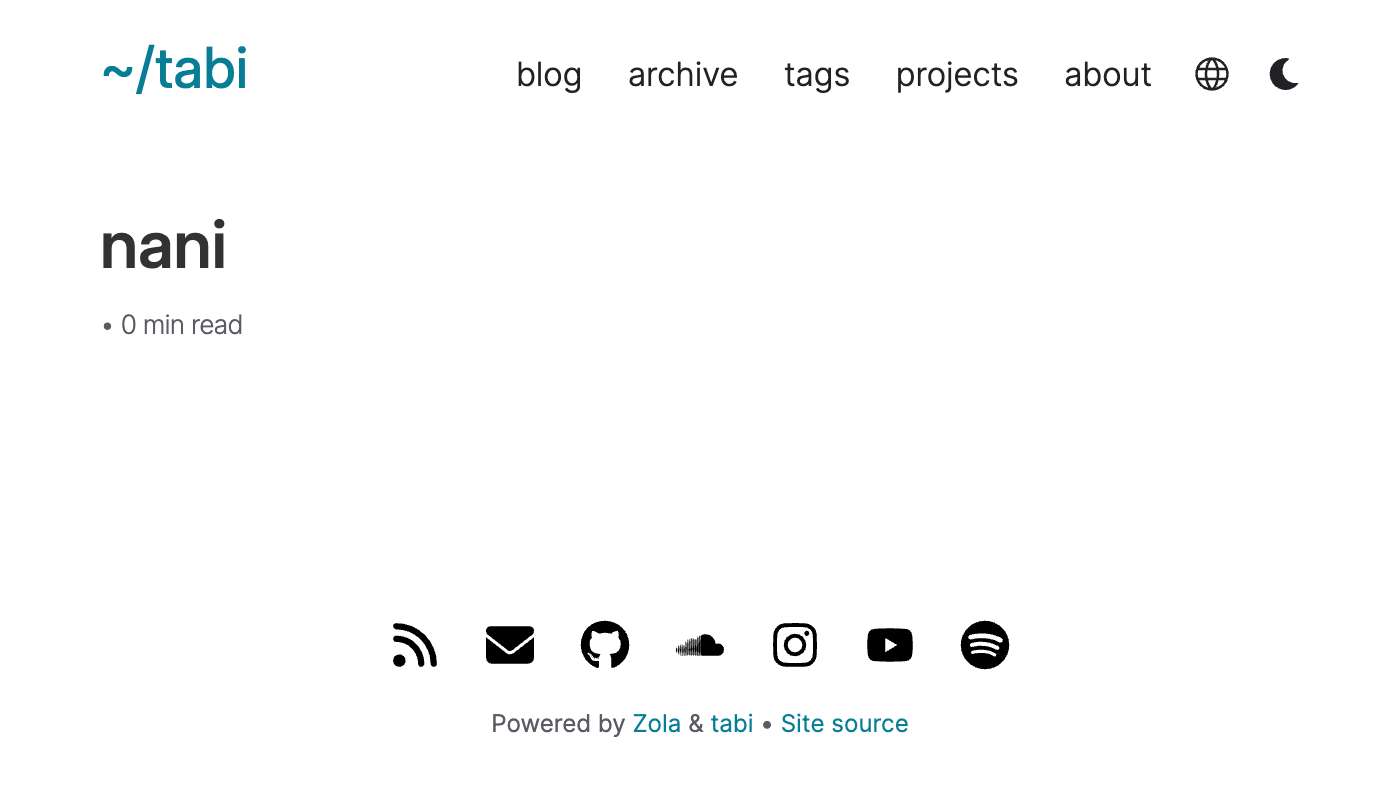 ~/tabi
blog archive tags projects about
nani
• 0 min read
Powered by Zola & tabi • Site source